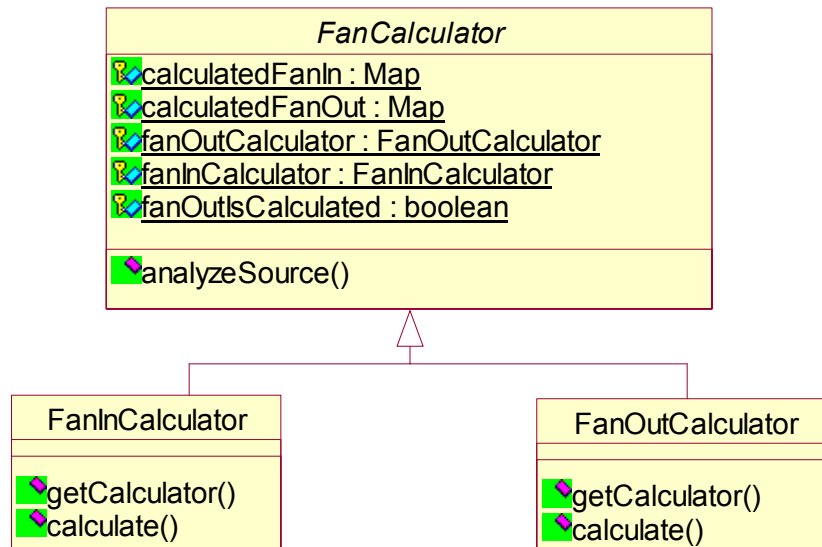 FanCalculator
calculatedFanIn : Map
calculatedFanOut : Map
fanOutCalculator : FanOutCalculator
fanInCalculator : FanInCalculator
fanOutIsCalculated : boolean
analyzeSource()
FanInCalculator
getCalculator()
calculate()
FanOutCalculator
getCalculator()
calculate()